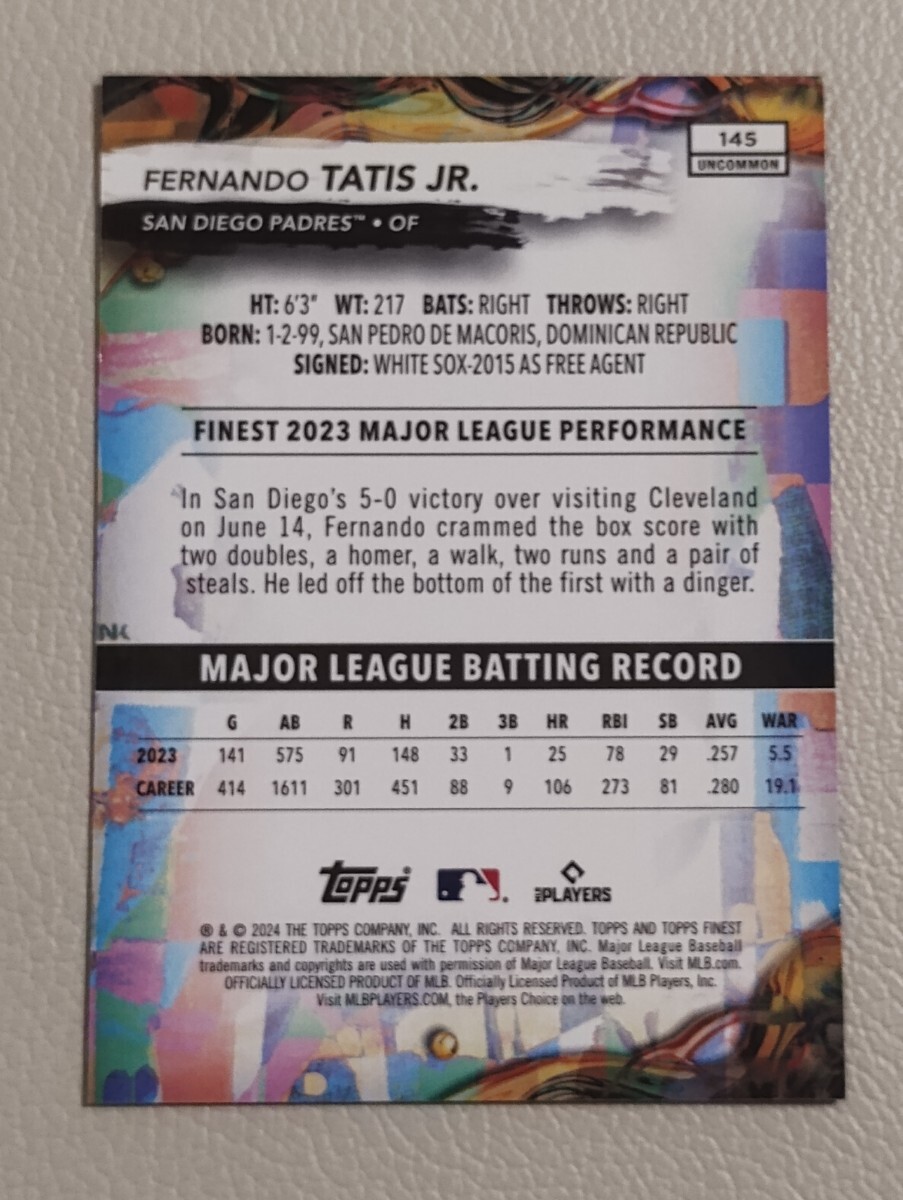 145
UNCOMMON
FERNANDO TATIS JR.
SAN DIEGO PADRES™ • OF
HT: 6'3" WT: 217 BATS: RIGHT THROWS: RIGHT
BORN: 1-2-99, SAN PEDRO DE MACORIS, DOMINICAN REPUBLIC
SIGNED: WHITE SOX-2015 AS FREE AGENT
FINEST 2023 MAJOR LEAGUE PERFORMANCE
In San Diego's 5-0 victory over visiting Cleveland
on June 14, Fernando crammed the box score with
two doubles, a homer, a walk, two runs and a pair of
steals. He led off the bottom of the first with a dinger.
MAJOR LEAGUE BATTING RECORD
G AB R H 2B 3B HR RBI SB AVG WAR
2023 141 575 91 148 33 1 25 78 29 .257 5.5
CAREER 414 1611 301 451 88 9 106 273 81 .280 19.1
Topps ® PLAYERS
® & © 2024 THE TOPPS COMPANY, INC. ALL RIGHTS RESERVED. TOPPS AND TOPPS FINEST
ARE REGISTERED TRADEMARKS OF THE TOPPS COMPANY, INC. Major League Baseball
trademarks and copyrights are used with permission of Major League Baseball. Visit MLB.com.
OFFICIALLY LICENSED PRODUCT OF MLB. Officially Licensed Product of MLB Players, Inc.
Visit MLBPLAYERS.COM, the Players Choice on the web.